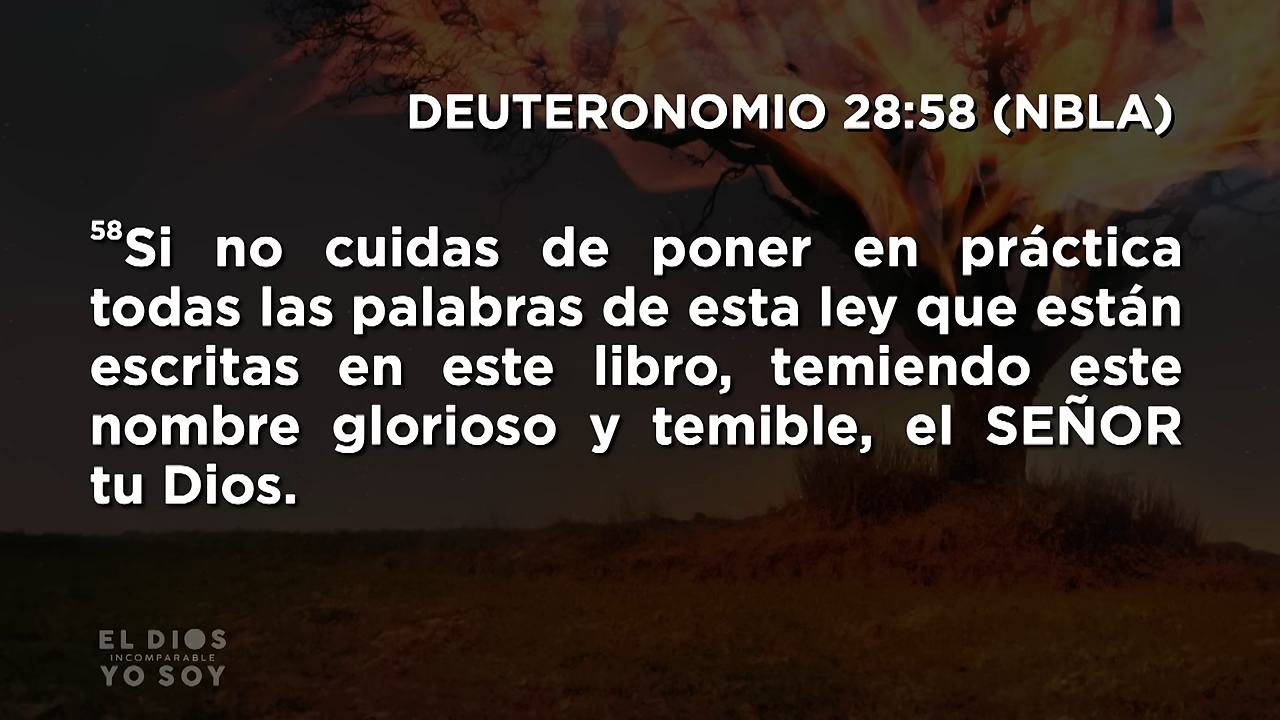 DEUTERONOMIO 28:58 (NBLA)
58Si no cuidas de poner en práctica
todas las palabras de esta ley que están
escritas en este libro, temiendo este
nombre glorioso y temible, el SEÑOR
tu Dios.
EL DIOS
INCOMPARABLE
YO SOY